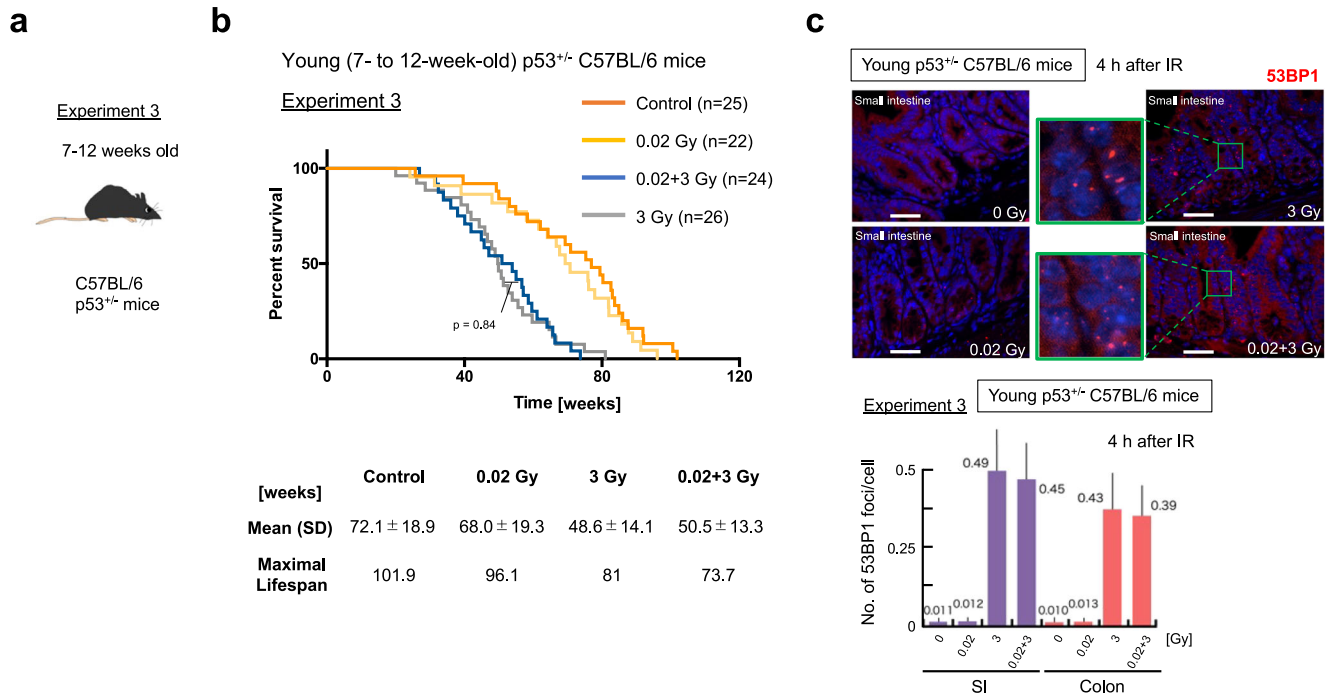 a
Experiment 3
7-12 weeks old
C57BL/6
p53+/- mice
b
Young (7- to 12-week-old) p53+/- C57BL/6 mice
Experiment 3
Control (n=25)
0.02 Gy (n=22)
0.02+3 Gy (n=24)
3 Gy (n=26)
Percent survival
100
50
0
p = 0.84
0 40 80 120
Time [weeks]
[weeks] Control 0.02 Gy 3 Gy 0.02+3 Gy
Mean (SD) 72.1 ± 18.9 68.0 ± 19.3 48.6 ± 14.1 50.5 ± 13.3
Maximal
Lifespan 101.9 96.1 81 73.7
c
Young p53+/- C57BL/6 mice 4 h after IR
53BP1
Small intestine
0 Gy
Small intestine
3 Gy
Small intestine
0.02 Gy
Small intestine
0.02+3 Gy
Experiment 3 Young p53+/- C57BL/6 mice
4 h after IR
No. of 53BP1 foci/cell
0.5
0.25
0
0.011
0.012
0.49
0.45
0.010
0.013
0.43
0.39
0 0.02 3 0.02+3 0 0.02 3 0.02+3 [Gy]
SI Colon